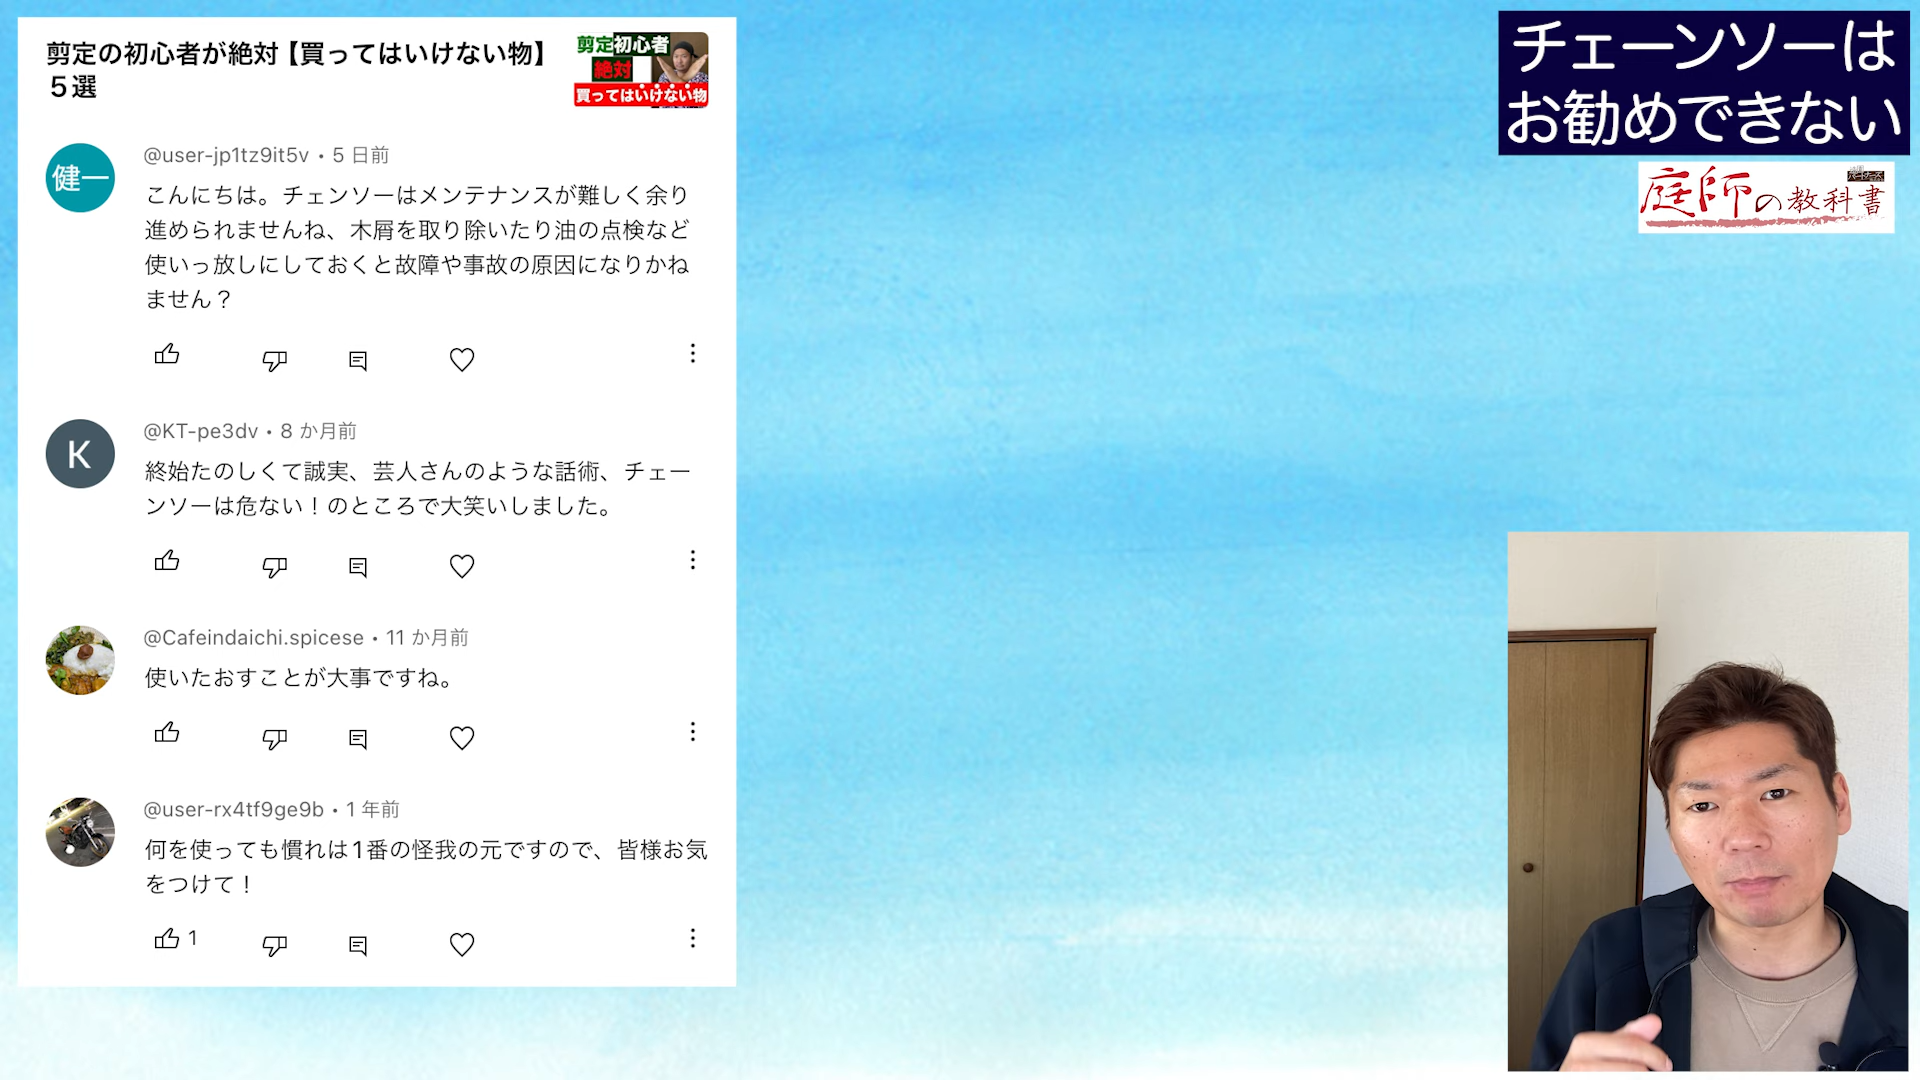 剪定の初心者が絶対【買ってはいけない物】
５選
剪定初心者
絶対
買ってはいけない物
健一
@user-jp1tz9it5v • 5 日前
こんにちは。チェンソーはメンテナンスが難しく余り
進められませんね、木屑を取り除いたり油の点検など
使いっ放しにしておくと故障や事故の原因になりかね
ません？
K
@KT-pe3dv • 8 か月前
終始たのしくて誠実、芸人さんのような話術、チェー
ンソーは危ない！のところで大笑いしました。
@Cafeindaichi.spicese • 11 か月前
使いたおすことが大事ですね。
@user-rx4tf9ge9b • 1 年前
何を使っても慣れは1番の怪我の元ですので、皆様お気
をつけて！
1
チェーンソーは
お勧めできない
庭師の教科書